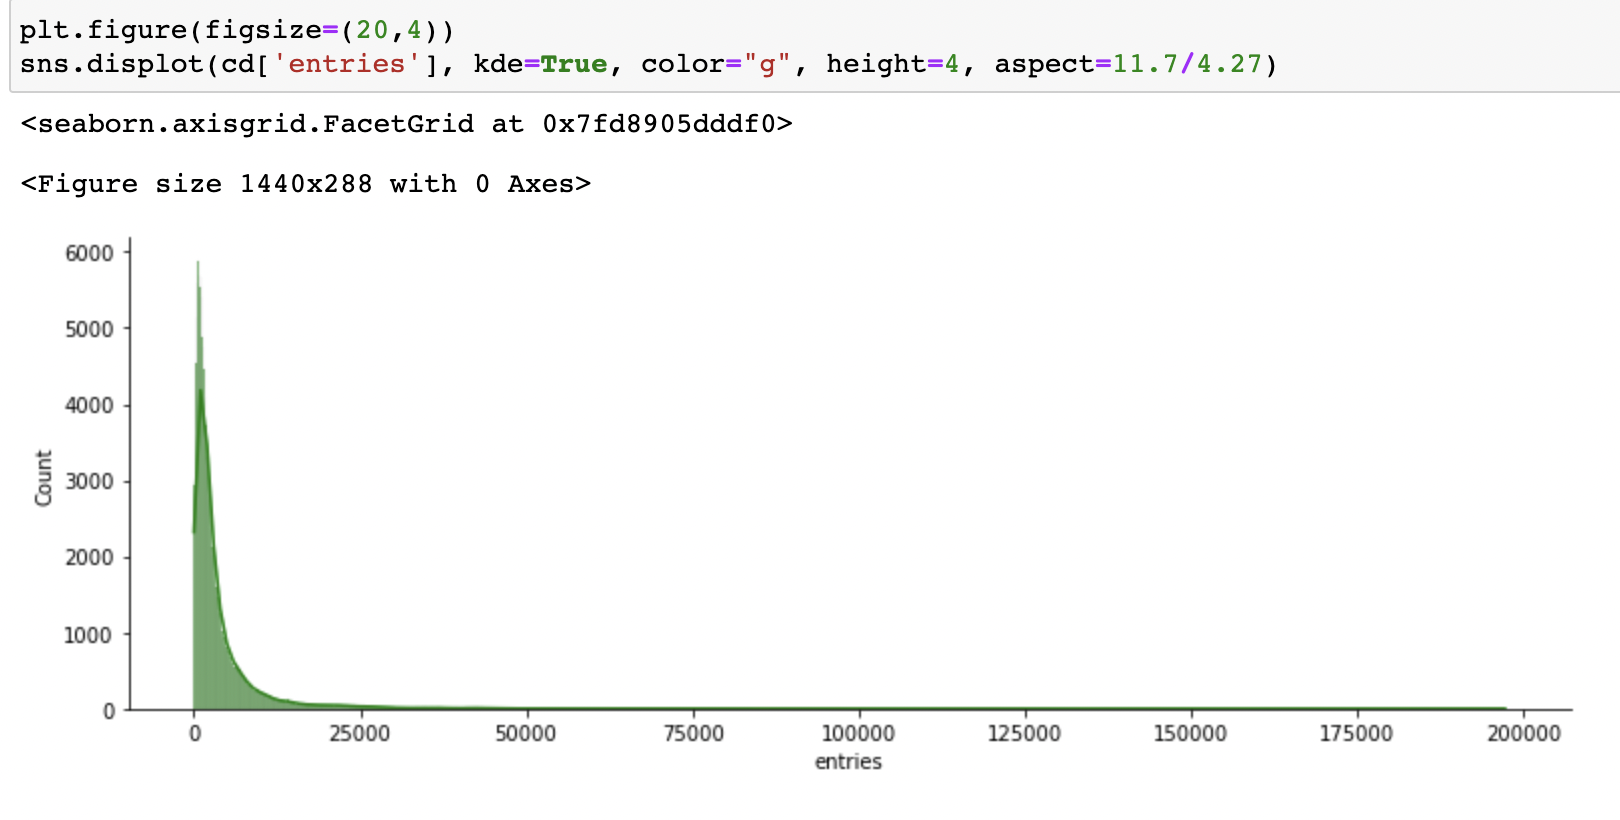 plt.figure(figsize=(20,4))
sns.displot(cd['entries'], kde=True, color="g", height=4, aspect=11.7/4.27)
<seaborn.axisgrid.FacetGrid at 0x7fd8905dddf0>
<Figure size 1440x288 with 0 Axes>
6000
5000
4000
3000
2000
1000
0
Count
0 25000 50000 75000 100000 125000 150000 175000 200000
entries